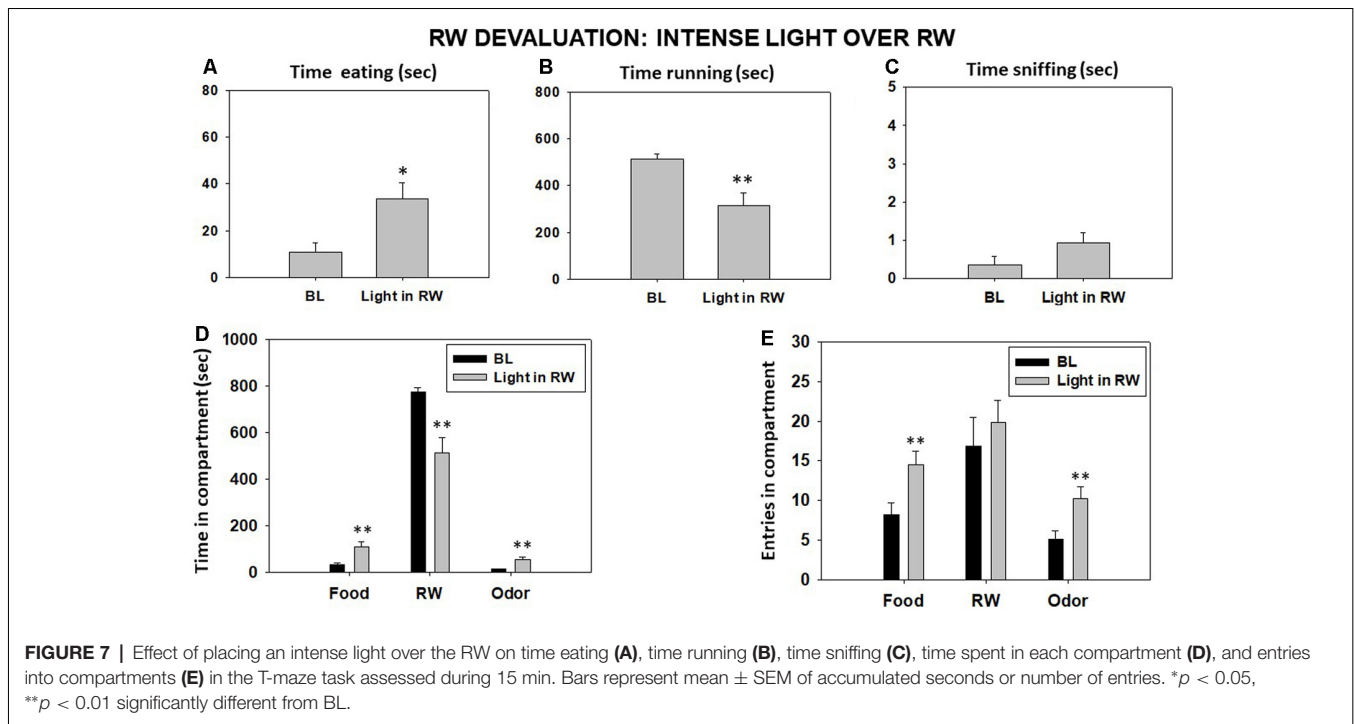 RW DEVALUATION: INTENSE LIGHT OVER RW
A
Time eating (sec)
80
60
40
20
0
*
BL
Light in RW
B
Time running (sec)
800
600
400
200
0
**
BL
Light in RW
C
Time sniffing (sec)
5
4
3
2
1
0
BL
Light in RW
D
Time in compartment (sec)
1000
800
600
400
200
0
BL
Light in RW
**
**
**
Food
RW
Odor
E
Entries in compartment
30
25
20
15
10
5
0
BL
Light in RW
**
**
Food
RW
Odor
FIGURE 7 | Effect of placing an intense light over the RW on time eating (A), time running (B), time sniffing (C), time spent in each compartment (D), and entries
into compartments (E) in the T-maze task assessed during 15 min. Bars represent mean ± SEM of accumulated seconds or number of entries. *p < 0.05,
**p < 0.01 significantly different from BL.